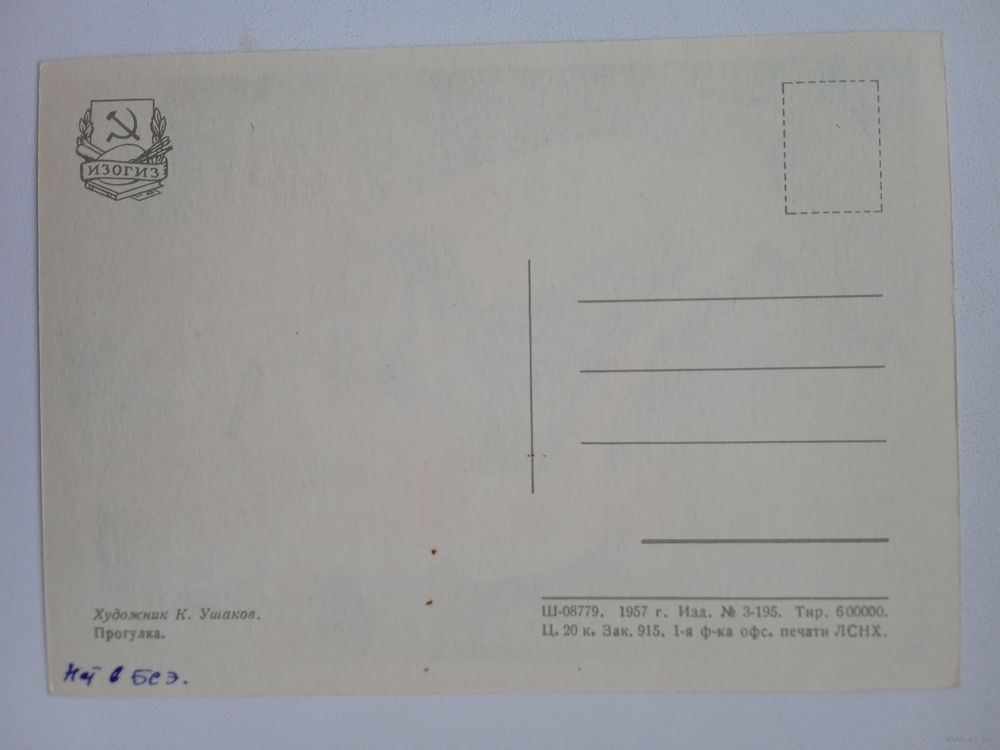 ИЗОГИЗ
Художник К. Ушаков.
Прогулка.
Ш-08779. 1957 г. Изд. № 3-195. Тир. 600000.
Ц. 20 к. Зак. 915. 1-я ф-ка офс. печати ЛСНХ.
в БСЭ.